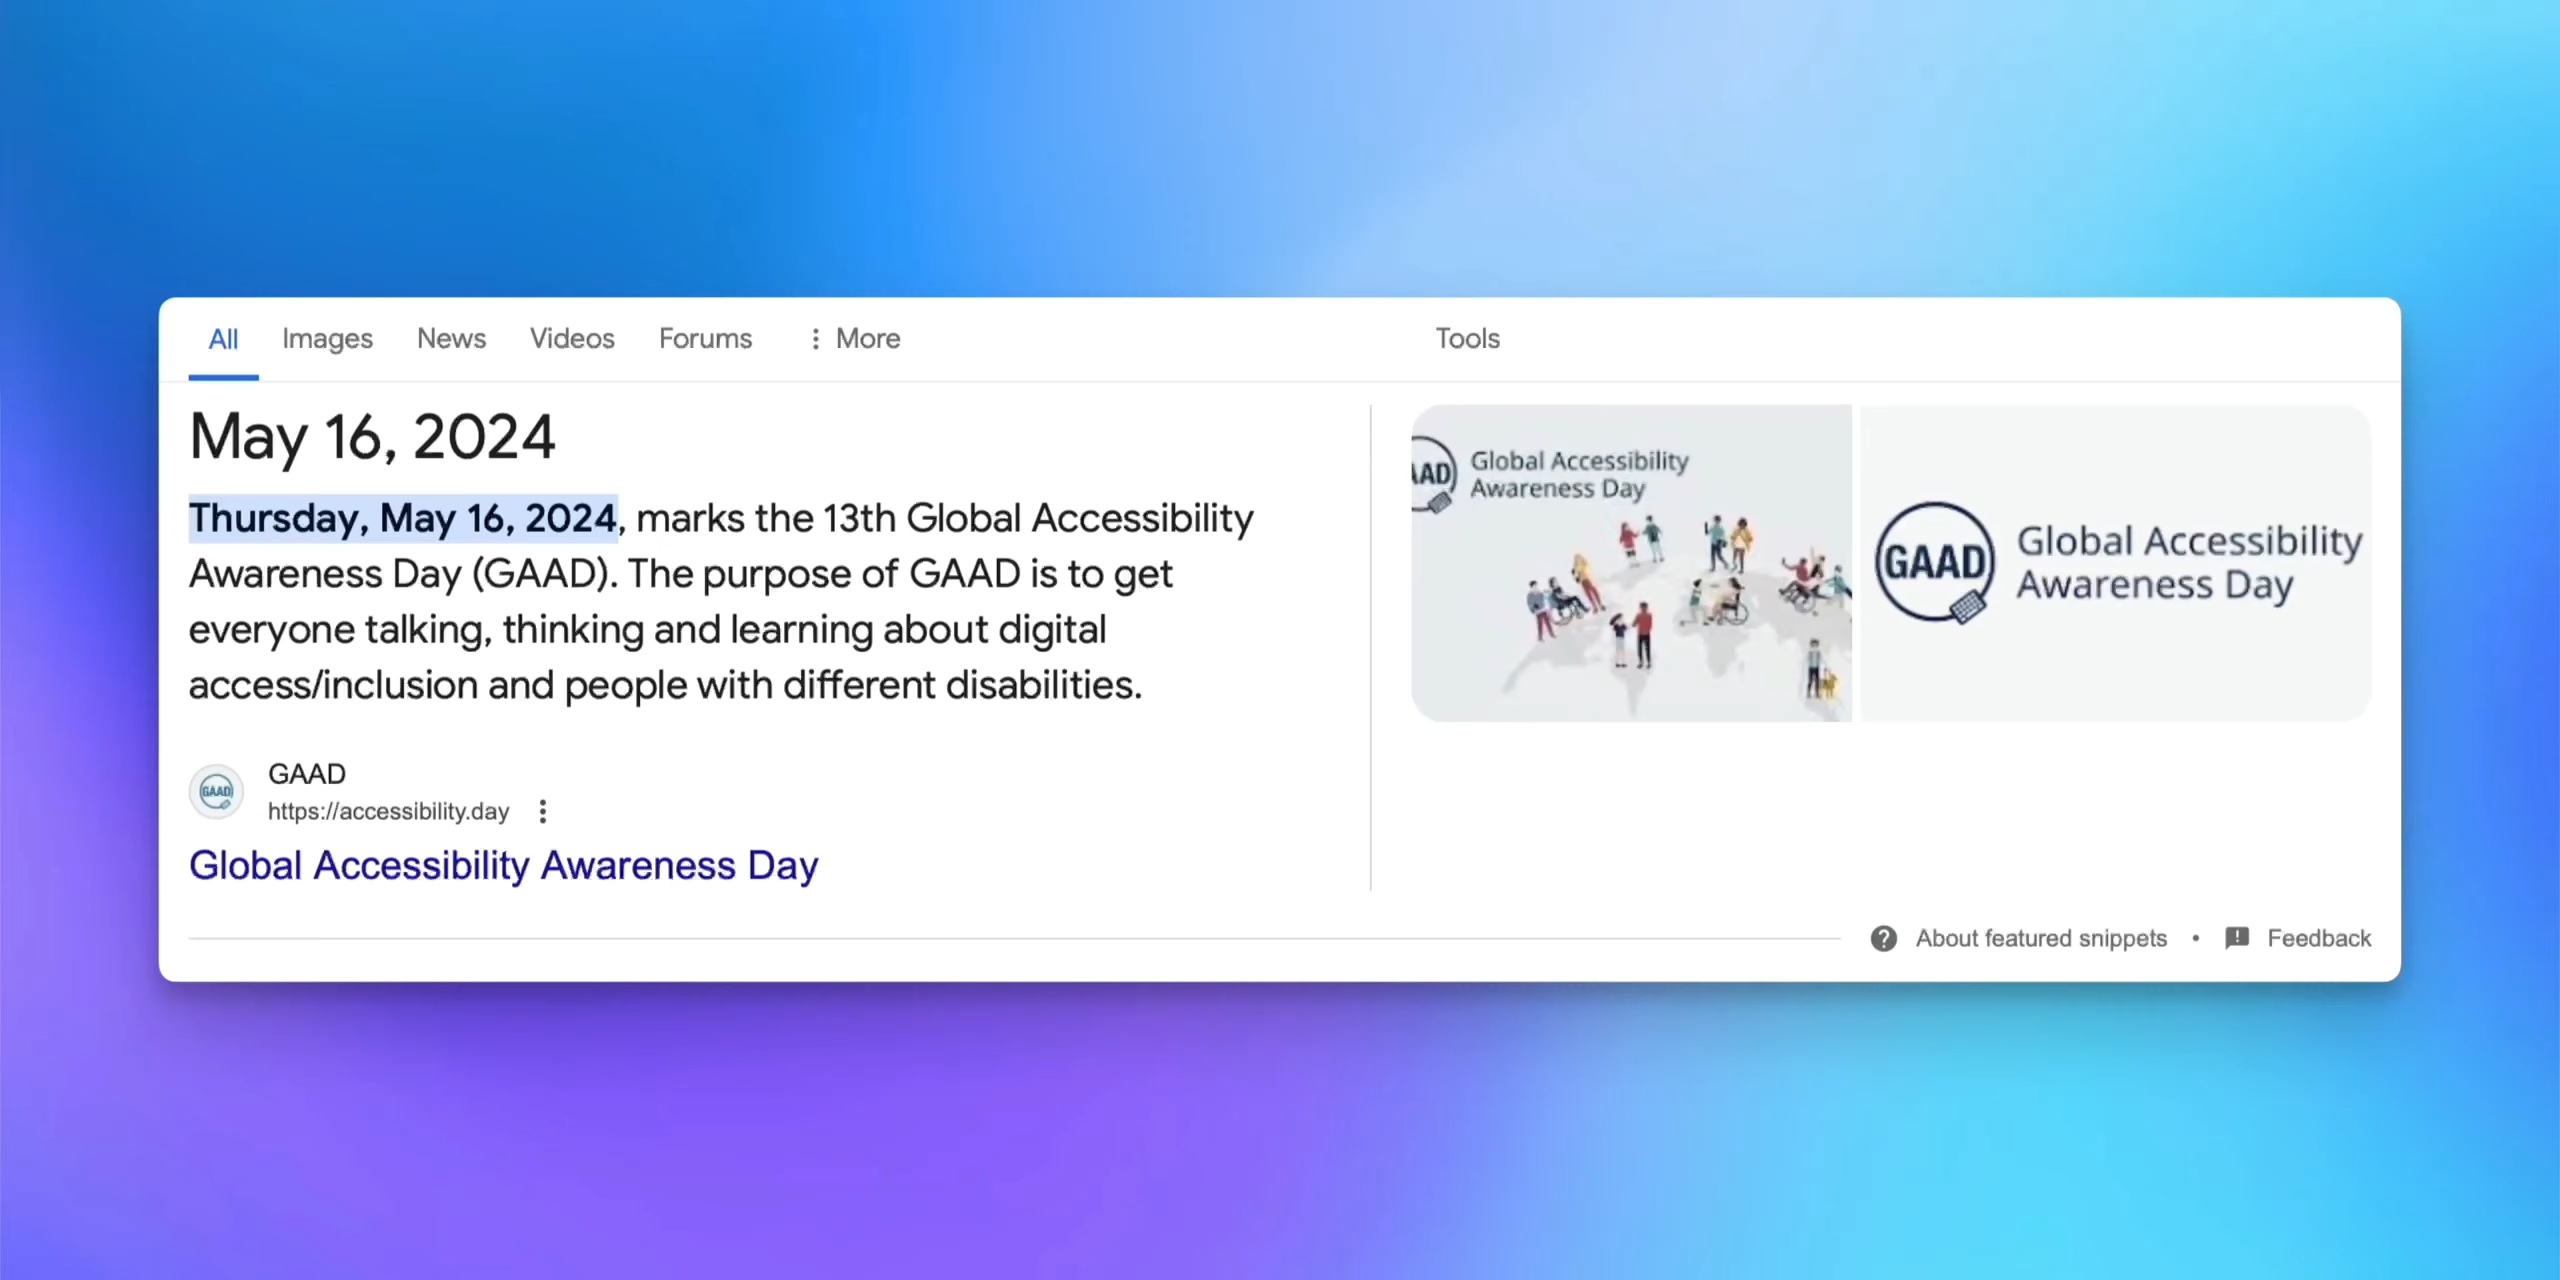 All Images News Videos Forums More Tools
May 16, 2024
Thursday, May 16, 2024, marks the 13th Global Accessibility
Awareness Day (GAAD). The purpose of GAAD is to get
everyone talking, thinking and learning about digital
access/inclusion and people with different disabilities.
GAAD
GAAD
https://accessibility.day
Global Accessibility Awareness Day
AAD
Global Accessibility
Awareness Day
GAAD
Global Accessibility
Awareness Day
About featured snippets • Feedback